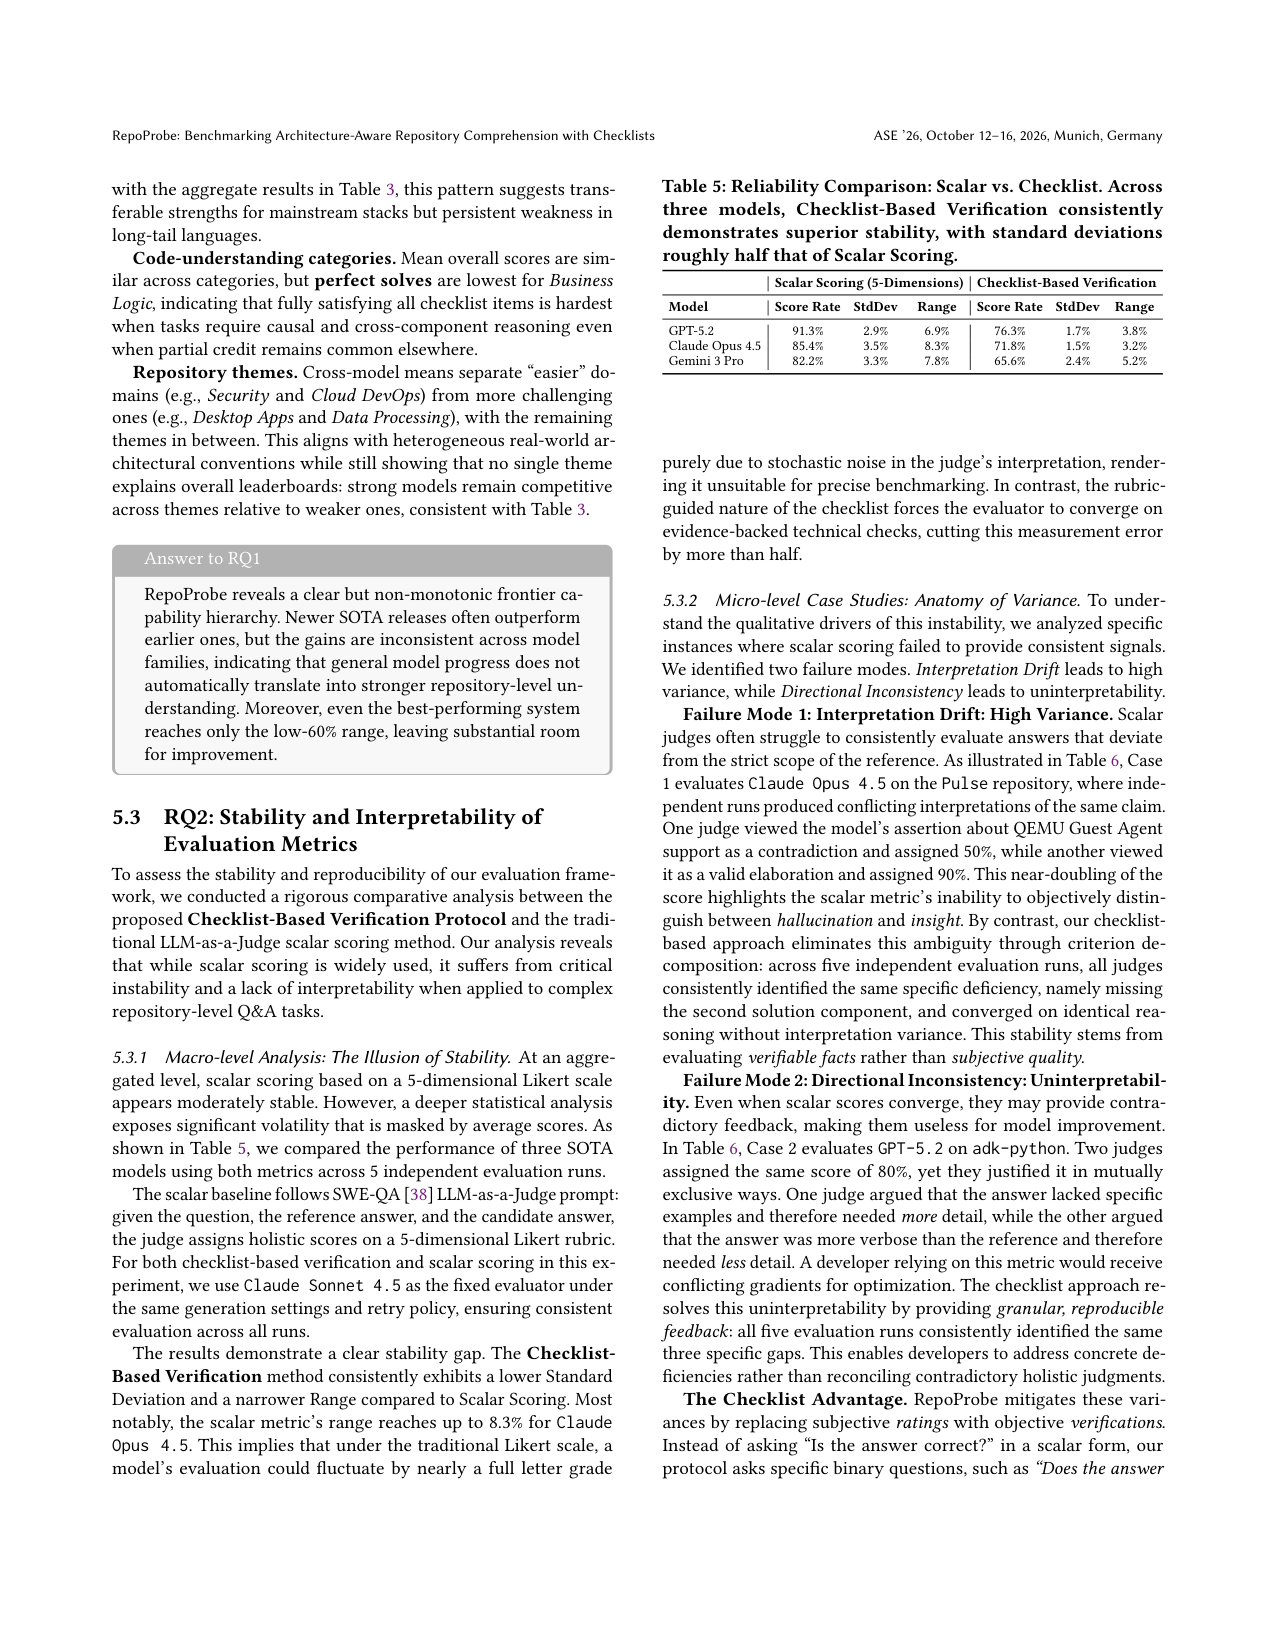 RepoProbe: Benchmarking Architecture-Aware Repository Comprehension with Checklists
ASE ’26, October 12–16, 2026, Munich, Germany
with the aggregate results in Table 3, this pattern suggests trans-
ferable strengths for mainstream stacks but persistent weakness in
long-tail languages.
Code-understanding categories. Mean overall scores are sim-
ilar across categories, but perfect solves are lowest for Business
Logic, indicating that fully satisfying all checklist items is hardest
when tasks require causal and cross-component reasoning even
when partial credit remains common elsewhere.
Repository themes. Cross-model means separate “easier” do-
mains (e.g., Security and Cloud DevOps) from more challenging
ones (e.g., Desktop Apps and Data Processing), with the remaining
themes in between. This aligns with heterogeneous real-world ar-
chitectural conventions while still showing that no single theme
explains overall leaderboards: strong models remain competitive
across themes relative to weaker ones, consistent with Table 3.
Answer to RQ1
RepoProbe reveals a clear but non-monotonic frontier ca-
pability hierarchy. Newer SOTA releases often outperform
earlier ones, but the gains are inconsistent across model
families, indicating that general model progress does not
automatically translate into stronger repository-level un-
derstanding. Moreover, even the best-performing system
reaches only the low-60% range, leaving substantial room
for improvement.
5.3 RQ2: Stability and Interpretability of
Evaluation Metrics
To assess the stability and reproducibility of our evaluation frame-
work, we conducted a rigorous comparative analysis between the
proposed Checklist-Based Verification Protocol and the tradi-
tional LLM-as-a-Judge scalar scoring method. Our analysis reveals
that while scalar scoring is widely used, it suffers from critical
instability and a lack of interpretability when applied to complex
repository-level Q&A tasks.
5.3.1 Macro-level Analysis: The Illusion of Stability. At an aggre-
gated level, scalar scoring based on a 5-dimensional Likert scale
appears moderately stable. However, a deeper statistical analysis
exposes significant volatility that is masked by average scores. As
shown in Table 5, we compared the performance of three SOTA
models using both metrics across 5 independent evaluation runs.
The scalar baseline follows SWE-QA [38] LLM-as-a-Judge prompt:
given the question, the reference answer, and the candidate answer,
the judge assigns holistic scores on a 5-dimensional Likert rubric.
For both checklist-based verification and scalar scoring in this ex-
periment, we use Claude Sonnet 4.5 as the fixed evaluator under
the same generation settings and retry policy, ensuring consistent
evaluation across all runs.
The results demonstrate a clear stability gap. The Checklist-
Based Verification method consistently exhibits a lower Standard
Deviation and a narrower Range compared to Scalar Scoring. Most
notably, the scalar metric’s range reaches up to 8.3% for Claude
Opus 4.5. This implies that under the traditional Likert scale, a
model’s evaluation could fluctuate by nearly a full letter grade
Table 5: Reliability Comparison: Scalar vs. Checklist. Across
three models, Checklist-Based Verification consistently
demonstrates superior stability, with standard deviations
roughly half that of Scalar Scoring.
Scalar Scoring (5-Dimensions) Checklist-Based Verification
Model Score Rate StdDev Range Score Rate StdDev Range
GPT-5.2 91.3% 2.9% 6.9% 76.3% 1.7% 3.8%
Claude Opus 4.5 85.4% 3.5% 8.3% 71.8% 1.5% 3.2%
Gemini 3 Pro 82.2% 3.3% 7.8% 65.6% 2.4% 5.2%
purely due to stochastic noise in the judge’s interpretation, render-
ing it unsuitable for precise benchmarking. In contrast, the rubric-
guided nature of the checklist forces the evaluator to converge on
evidence-backed technical checks, cutting this measurement error
by more than half.
5.3.2 Micro-level Case Studies: Anatomy of Variance. To under-
stand the qualitative drivers of this instability, we analyzed specific
instances where scalar scoring failed to provide consistent signals.
We identified two failure modes. Interpretation Drift leads to high
variance, while Directional Inconsistency leads to uninterpretability.
Failure Mode 1: Interpretation Drift: High Variance. Scalar
judges often struggle to consistently evaluate answers that deviate
from the strict scope of the reference. As illustrated in Table 6, Case
1 evaluates Claude Opus 4.5 on the Pulse repository, where inde-
pendent runs produced conflicting interpretations of the same claim.
One judge viewed the model’s assertion about QEMU Guest Agent
support as a contradiction and assigned 50%, while another viewed
it as a valid elaboration and assigned 90%. This near-doubling of the
score highlights the scalar metric’s inability to objectively distin-
guish between hallucination and insight. By contrast, our checklist-
based approach eliminates this ambiguity through criterion de-
composition: across five independent evaluation runs, all judges
consistently identified the same specific deficiency, namely missing
the second solution component, and converged on identical rea-
soning without interpretation variance. This stability stems from
evaluating verifiable facts rather than subjective quality.
Failure Mode 2: Directional Inconsistency: Uninterpretabil-
ity. Even when scalar scores converge, they may provide contra-
dictory feedback, making them useless for model improvement.
In Table 6, Case 2 evaluates GPT-5.2 on adk-python. Two judges
assigned the same score of 80%, yet they justified it in mutually
exclusive ways. One judge argued that the answer lacked specific
examples and therefore needed more detail, while the other argued
that the answer was more verbose than the reference and therefore
needed less detail. A developer relying on this metric would receive
conflicting gradients for optimization. The checklist approach re-
solves this uninterpretability by providing granular, reproducible
feedback: all five evaluation runs consistently identified the same
three specific gaps. This enables developers to address concrete de-
ficiencies rather than reconciling contradictory holistic judgments.
The Checklist Advantage. RepoProbe mitigates these vari-
ances by replacing subjective ratings with objective verifications.
Instead of asking “Is the answer correct?” in a scalar form, our
protocol asks specific binary questions, such as “Does the answer